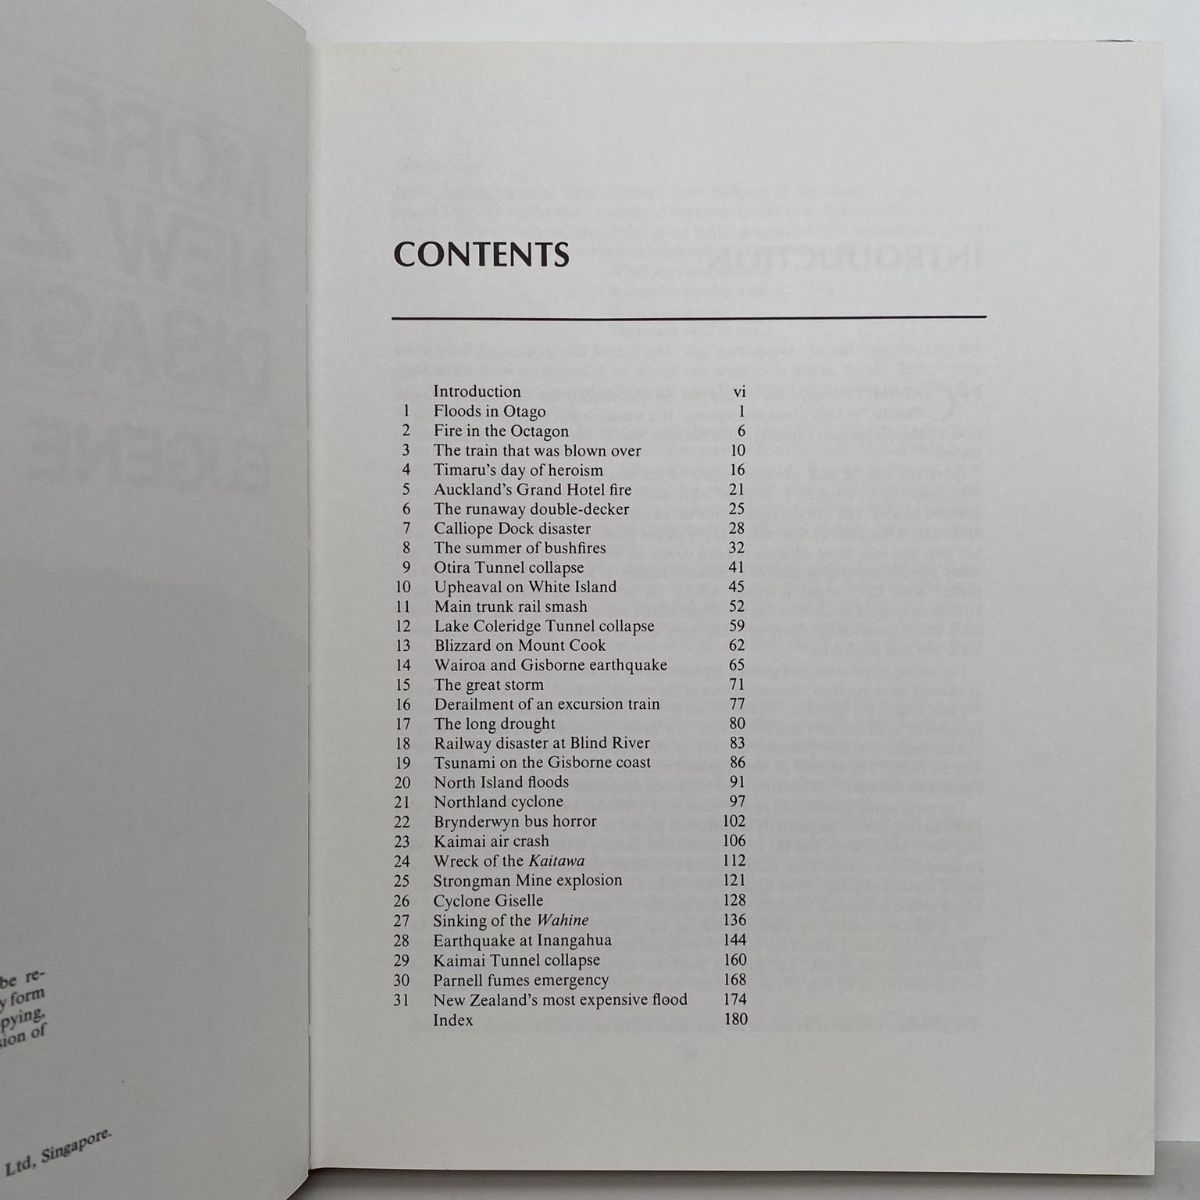 be re-
y form
pying,
sion of
Ltd, Singapore.
CONTENTS
Introduction vi
1 Floods in Otago 1
2 Fire in the Octagon 6
3 The train that was blown over 10
4 Timaru's day of heroism 16
5 Auckland's Grand Hotel fire 21
6 The runaway double-decker 25
7 Calliope Dock disaster 28
8 The summer of bushfires 32
9 Otira Tunnel collapse 41
10 Upheaval on White Island 45
11 Main trunk rail smash 52
12 Lake Coleridge Tunnel collapse 59
13 Blizzard on Mount Cook 62
14 Wairoa and Gisborne earthquake 65
15 The great storm 71
16 Derailment of an excursion train 77
17 The long drought 80
18 Railway disaster at Blind River 83
19 Tsunami on the Gisborne coast 86
20 North Island floods 91
21 Northland cyclone 97
22 Brynderwyn bus horror 102
23 Kaimai air crash 106
24 Wreck of the Kaitawa 112
25 Strongman Mine explosion 121
26 Cyclone Giselle 128
27 Sinking of the Wahine 136
28 Earthquake at Inangahua 144
29 Kaimai Tunnel collapse 160
30 Parnell fumes emergency 168
31 New Zealand's most expensive flood 174
Index 180